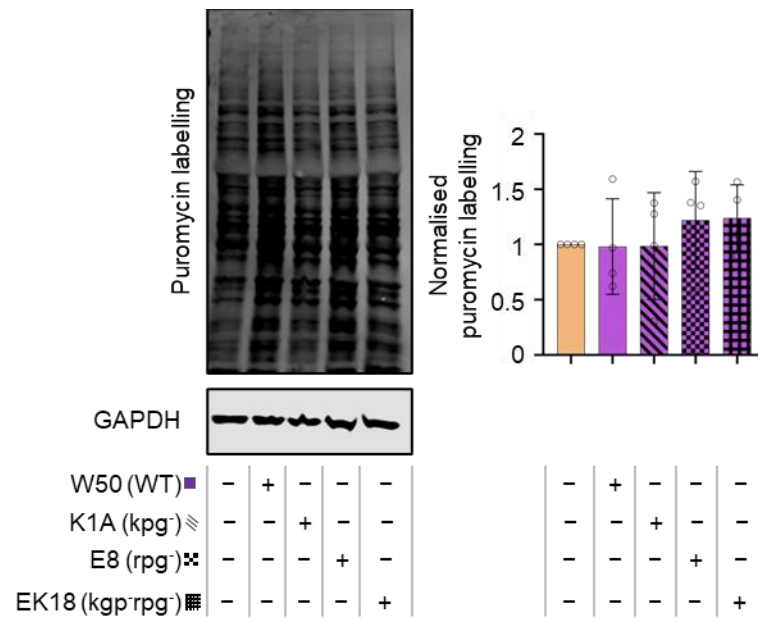 Puromycin labelling
GAPDH
Normalised
puromycin labelling
2
1.5
1
0.5
0
W50 (WT) – + – – – – + – – –
K1A (kpg⁻) – – + – – – – + – –
E8 (rpg⁻) – – – + – – – – + –
EK18 (kgp⁻rpg⁻) – – – – + – – – – +